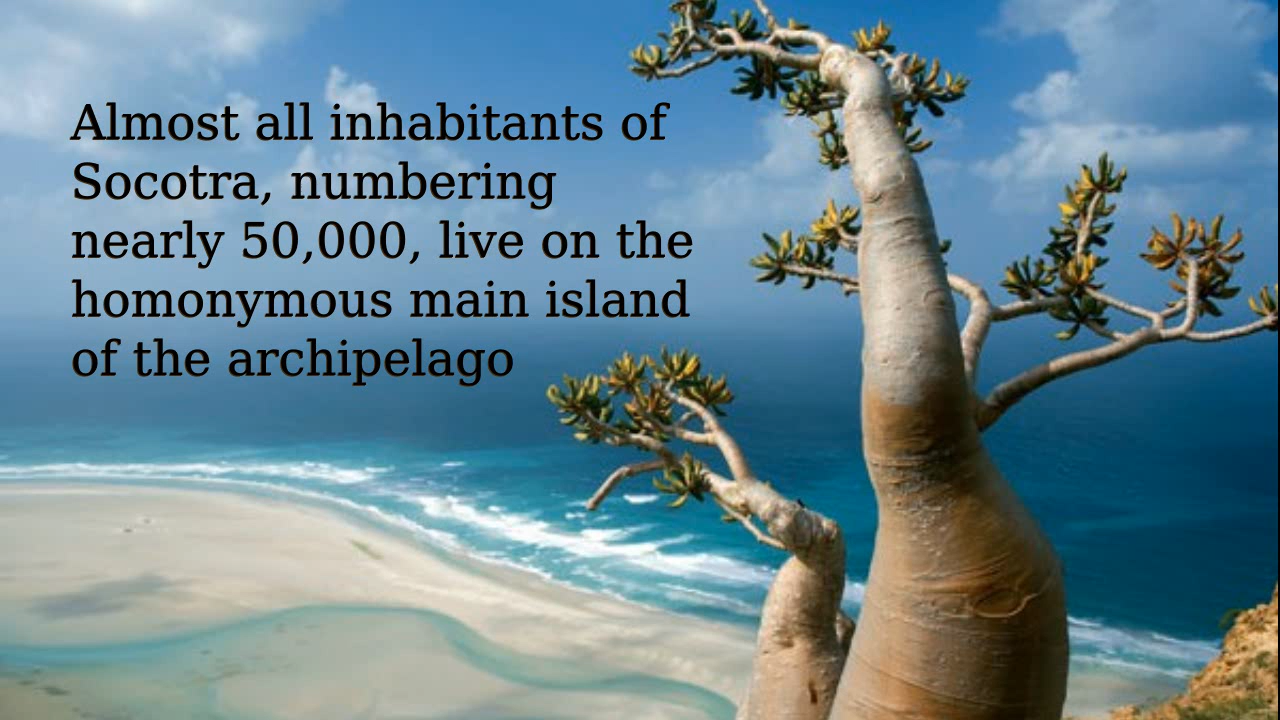 Almost all inhabitants of
Socotra, numbering
nearly 50,000, live on the
homonymous main island
of the archipelago